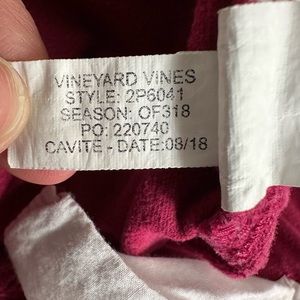 VINEYARD VINES
STYLE: 2P6041
SEASON: OF318
PO: 220740
CAVITE - DATE:08/18